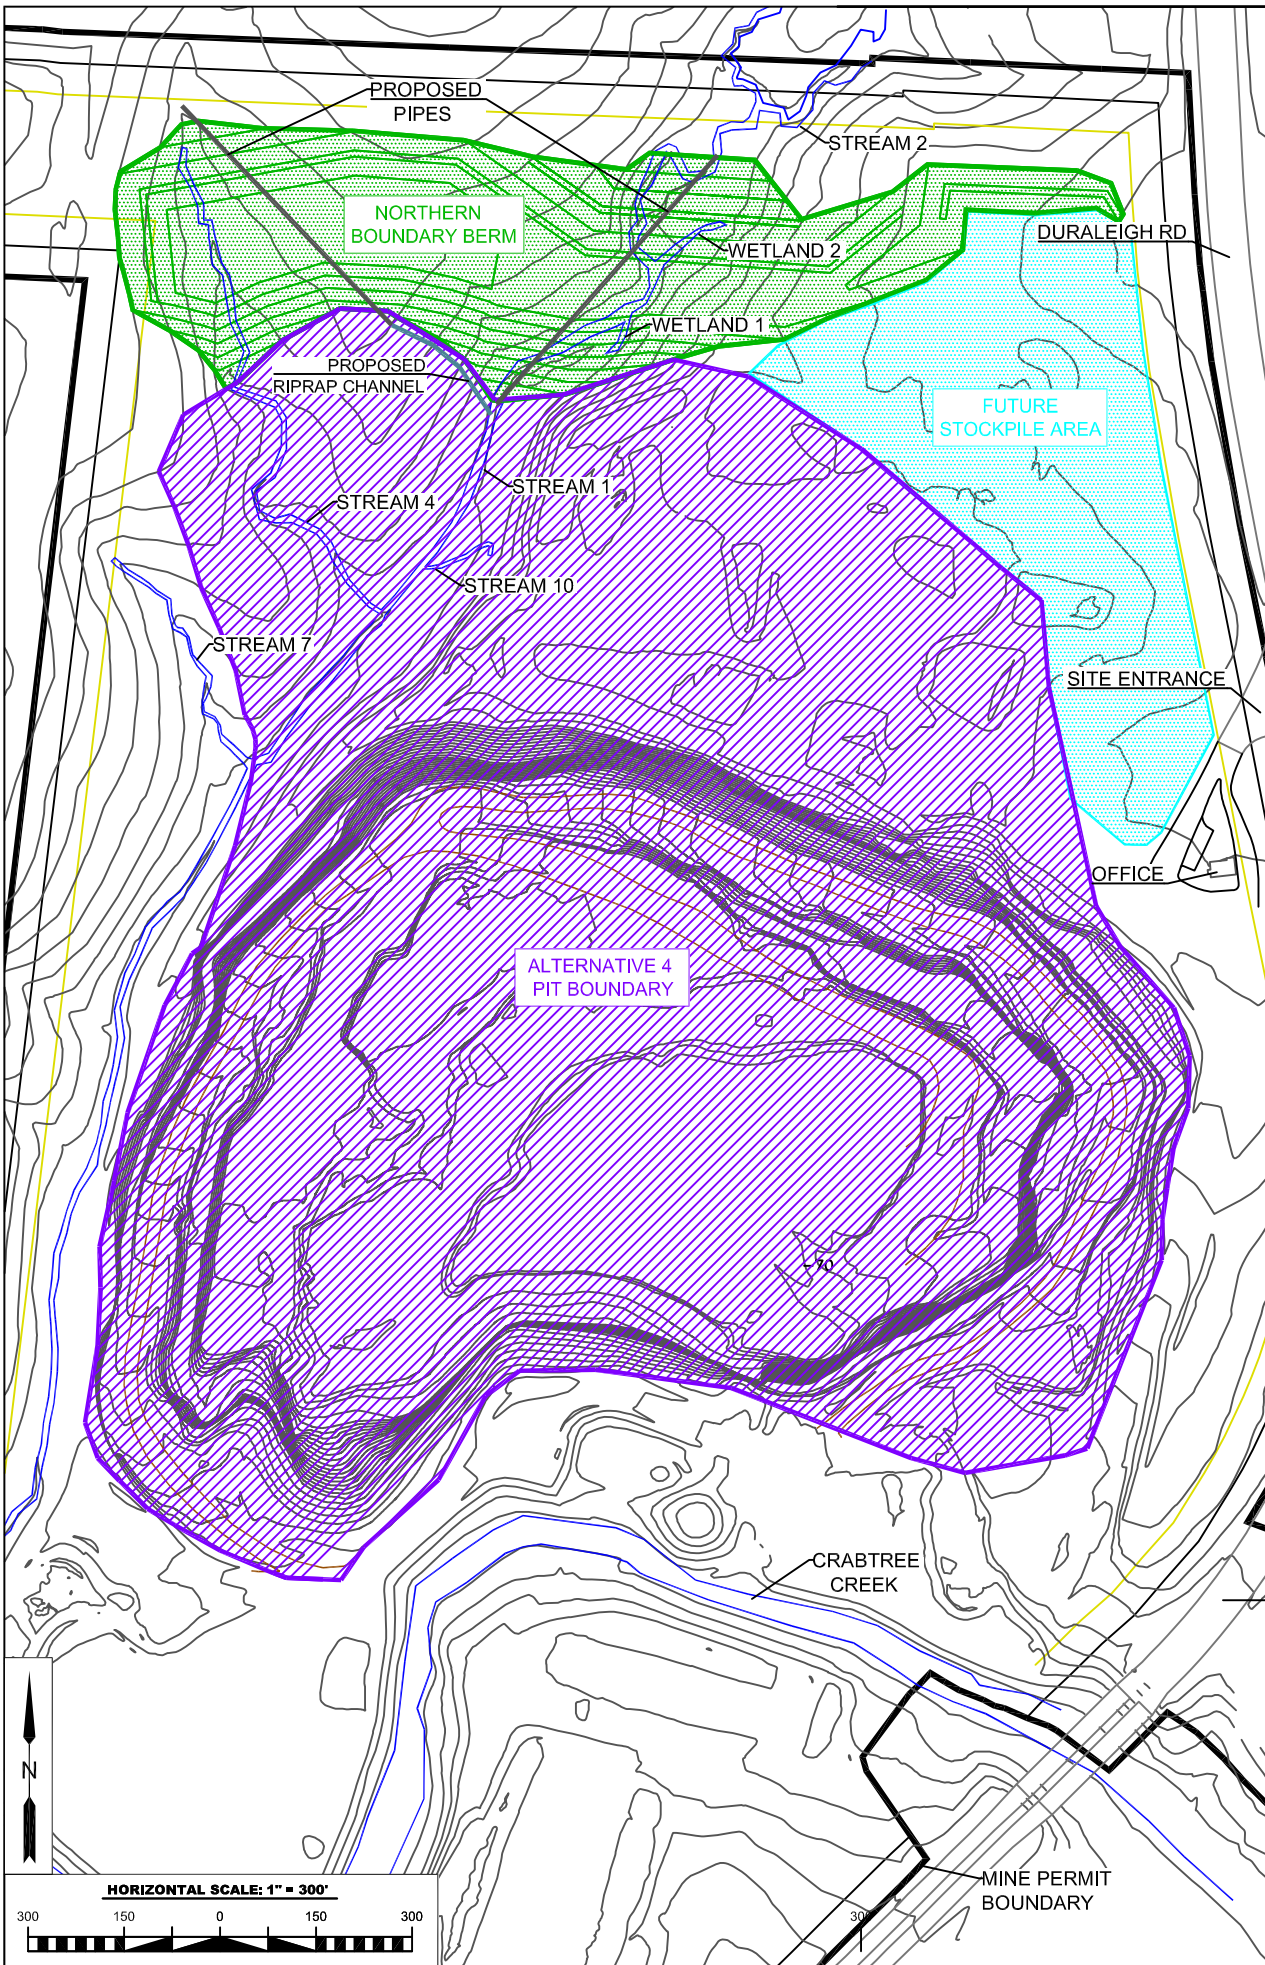 PROPOSED
PIPES
STREAM 2
NORTHERN
BOUNDARY BERM
DURALEIGH RD
WETLAND 2
WETLAND 1
PROPOSED
RIPRAP CHANNEL
FUTURE
STOCKPILE AREA
STREAM 1
STREAM 4
STREAM 10
STREAM 7
SITE ENTRANCE
OFFICE
ALTERNATIVE 4
PIT BOUNDARY
-70
CRABTREE
CREEK
N
MINE PERMIT
BOUNDARY
HORIZONTAL SCALE: 1" = 300'
300 150 0 150 300
300